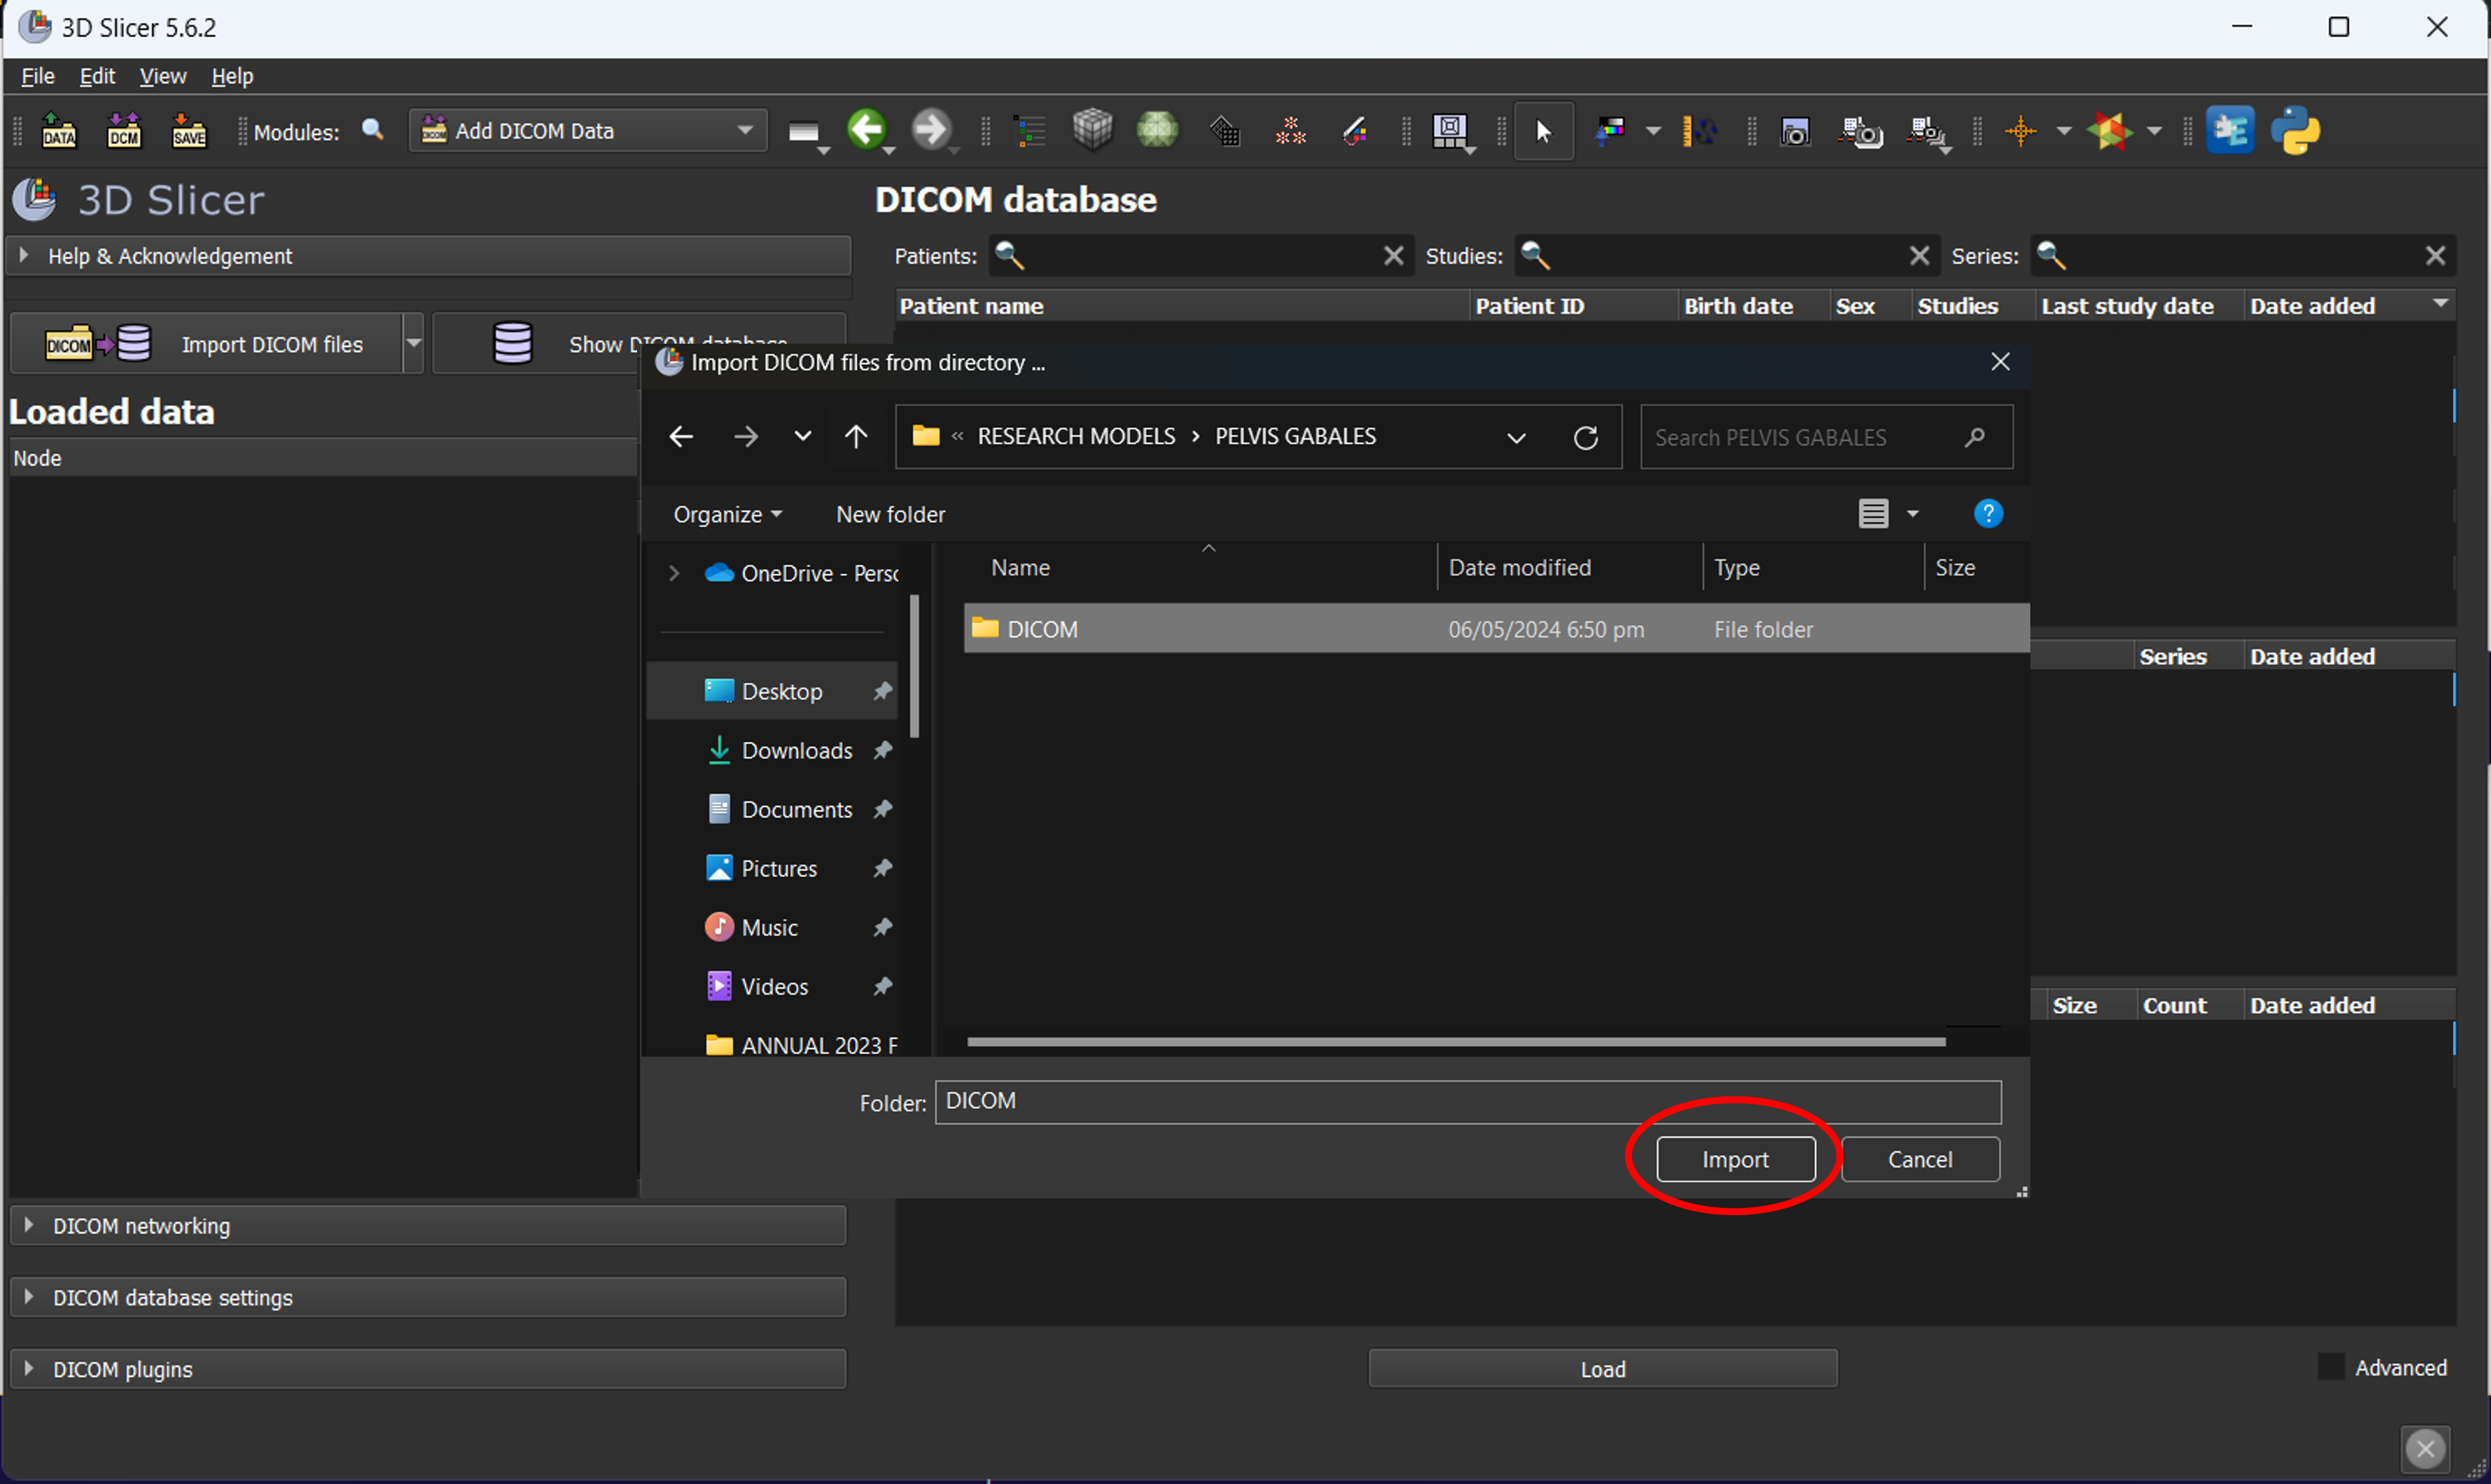 3D Slicer 5.6.2
File Edit View Help
DATA DCM SAVE Modules: Add DICOM Data
3D Slicer
Help & Acknowledgement
DICOM Import DICOM files
Show DICOM database
Loaded data
Node
DICOM networking
DICOM database settings
DICOM plugins
DICOM database
Patients: Studies: Series:
Patient name Patient ID Birth date Sex Studies Last study date Date added
Series Date added
Size Count Date added
Load
Advanced
Import DICOM files from directory ...
« RESEARCH MODELS › PELVIS GABALES
Search PELVIS GABALES
Organize New folder
OneDrive - Perso
Desktop
Downloads
Documents
Pictures
Music
Videos
ANNUAL 2023 F
Name Date modified Type Size
DICOM 06/05/2024 6:50 pm File folder
Folder: DICOM
Import Cancel